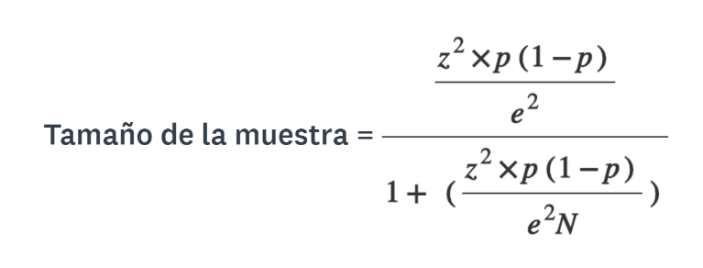 z² × p (1 − p)
e²
Tamaño de la muestra =
1 + ( z² × p (1 − p) )
e²N